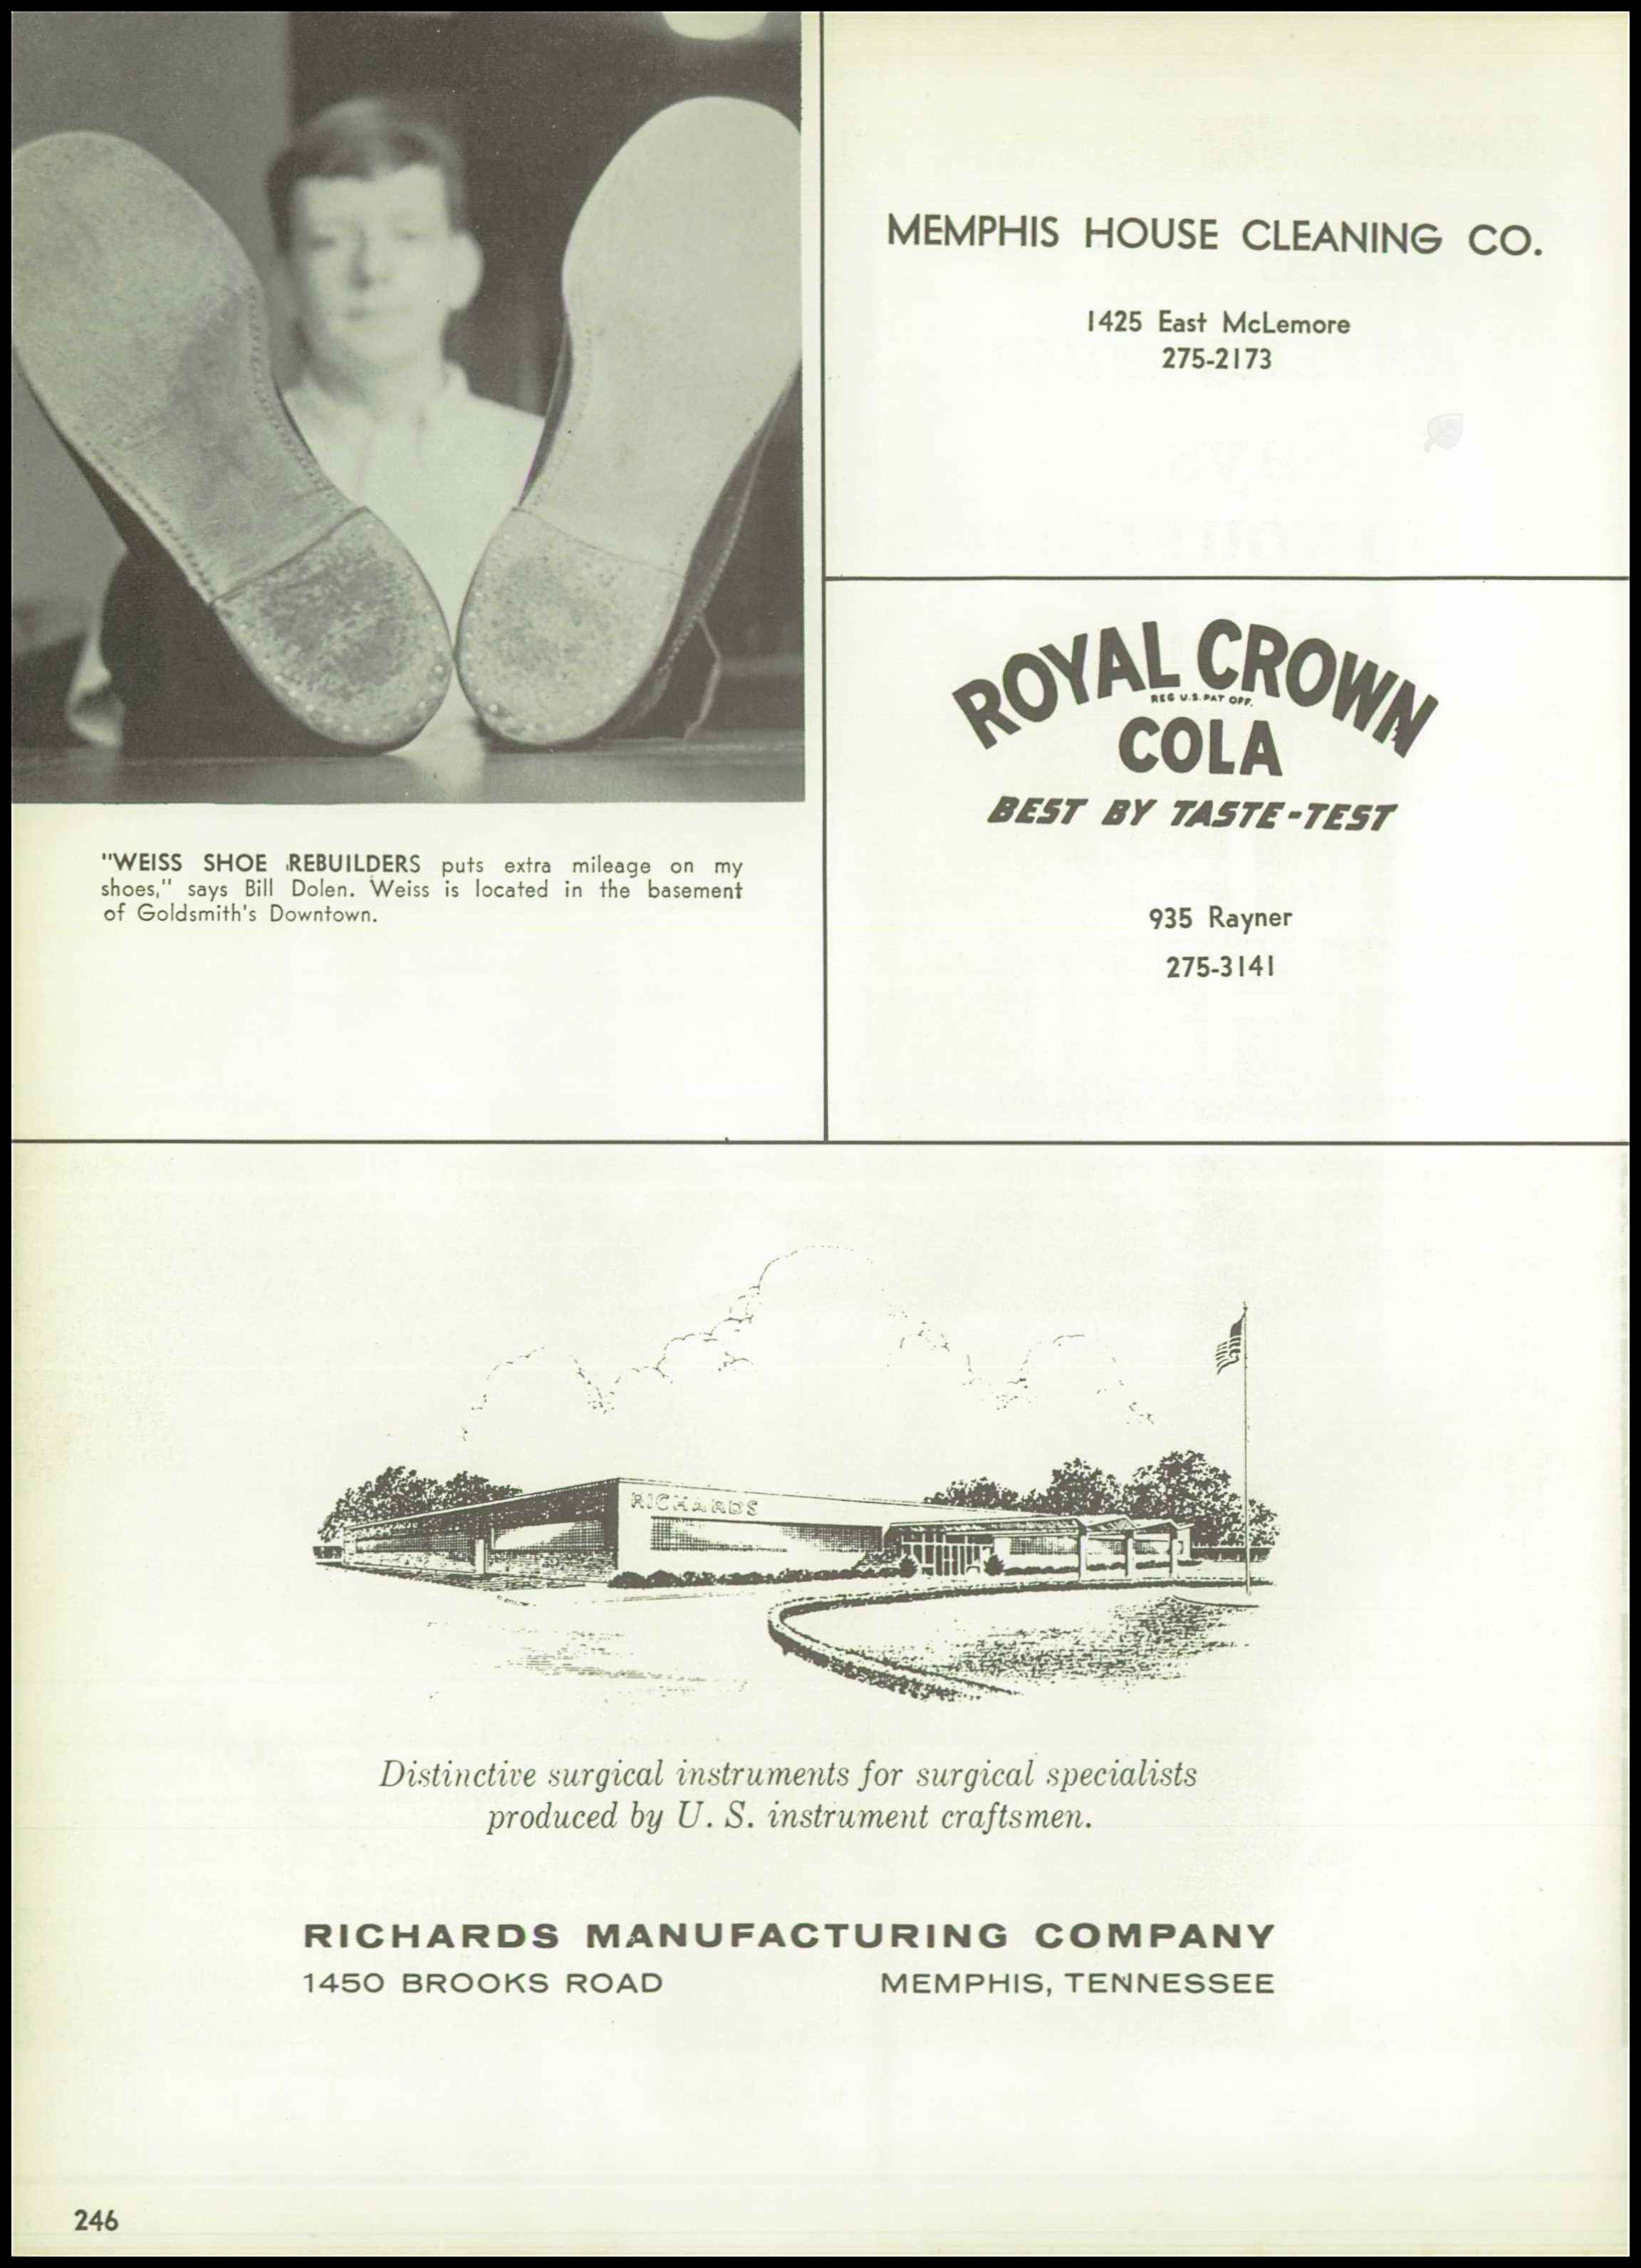 "WEISS SHOE REBUILDERS puts extra mileage on my
shoes," says Bill Dolen. Weiss is located in the basement
of Goldsmith's Downtown.
MEMPHIS HOUSE CLEANING CO.
1425 East McLemore
275-2173
ROYAL CROWN
REG U.S. PAT OFF.
COLA
BEST BY TASTE-TEST
935 Rayner
275-3141
RICHARDS
Distinctive surgical instruments for surgical specialists
produced by U. S. instrument craftsmen.
RICHARDS MANUFACTURING COMPANY
1450 BROOKS ROAD MEMPHIS, TENNESSEE
246